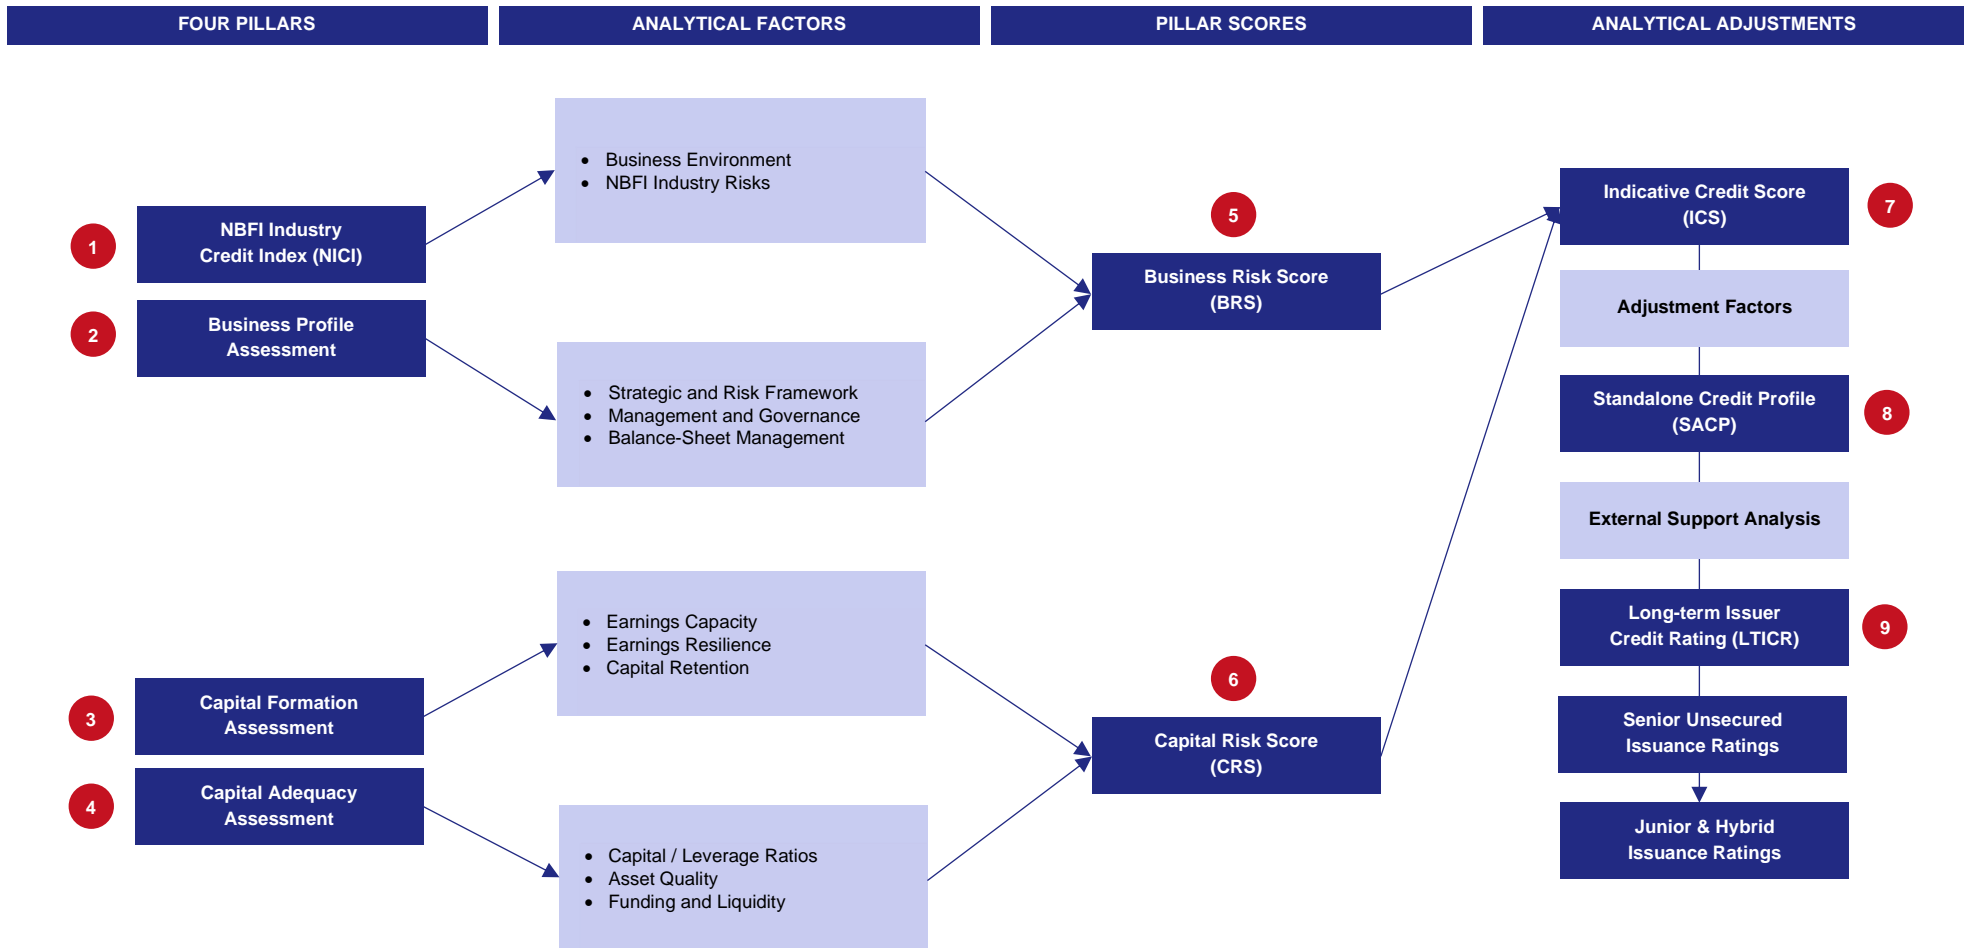 FOUR PILLARS
ANALYTICAL FACTORS
PILLAR SCORES
ANALYTICAL ADJUSTMENTS
1
NBFI Industry
Credit Index (NICI)
2
Business Profile
Assessment
3
Capital Formation
Assessment
4
Capital Adequacy
Assessment
• Business Environment
• NBFI Industry Risks
• Strategic and Risk Framework
• Management and Governance
• Balance-Sheet Management
• Earnings Capacity
• Earnings Resilience
• Capital Retention
• Capital / Leverage Ratios
• Asset Quality
• Funding and Liquidity
5
Business Risk Score
(BRS)
6
Capital Risk Score
(CRS)
Indicative Credit Score
(ICS)
7
Adjustment Factors
Standalone Credit Profile
(SACP)
8
External Support Analysis
Long-term Issuer
Credit Rating (LTICR)
9
Senior Unsecured
Issuance Ratings
Junior & Hybrid
Issuance Ratings